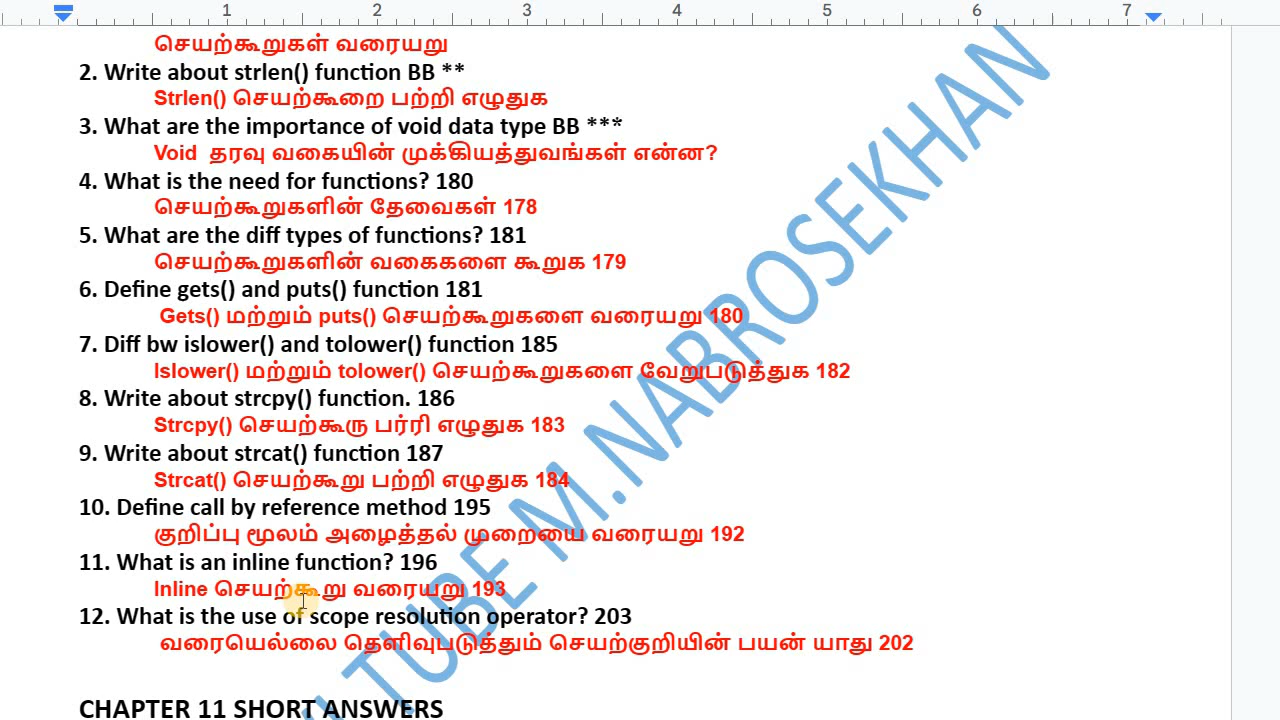 1 2 3 4 5 6 7
செயற்கூறுகள் வரையறு
2. Write about strlen() function BB **
Strlen() செயற்கூறை பற்றி எழுதுக
3. What are the importance of void data type BB ***
Void தரவு வகையின் முக்கியத்துவங்கள் என்ன?
4. What is the need for functions? 180
செயற்கூறுகளின் தேவைகள் 178
5. What are the diff types of functions? 181
செயற்கூறுகளின் வகைகளை கூறுக 179
6. Define gets() and puts() function 181
Gets() மற்றும் puts() செயற்கூறுகளை வரையறு 180
7. Diff bw islower() and tolower() function 185
Islower() மற்றும் tolower() செயற்கூறுகளை வேறுபடுத்துக 182
8. Write about strcpy() function. 186
Strcpy() செயற்கூரு பர்ரி எழுதுக 183
9. Write about strcat() function 187
Strcat() செயற்கூறு பற்றி எழுதுக 184
10. Define call by reference method 195
குறிப்பு மூலம் அழைத்தல் முறையை வரையறு 192
11. What is an inline function? 196
Inline செயற்கூறு வரையறு 193
12. What is the use of scope resolution operator? 203
வரையெல்லை தெளிவுபடுத்தும் செயற்குறியின் பயன் யாது 202
CHAPTER 11 SHORT ANSWERS
TUBE M.NABROSEKHAN